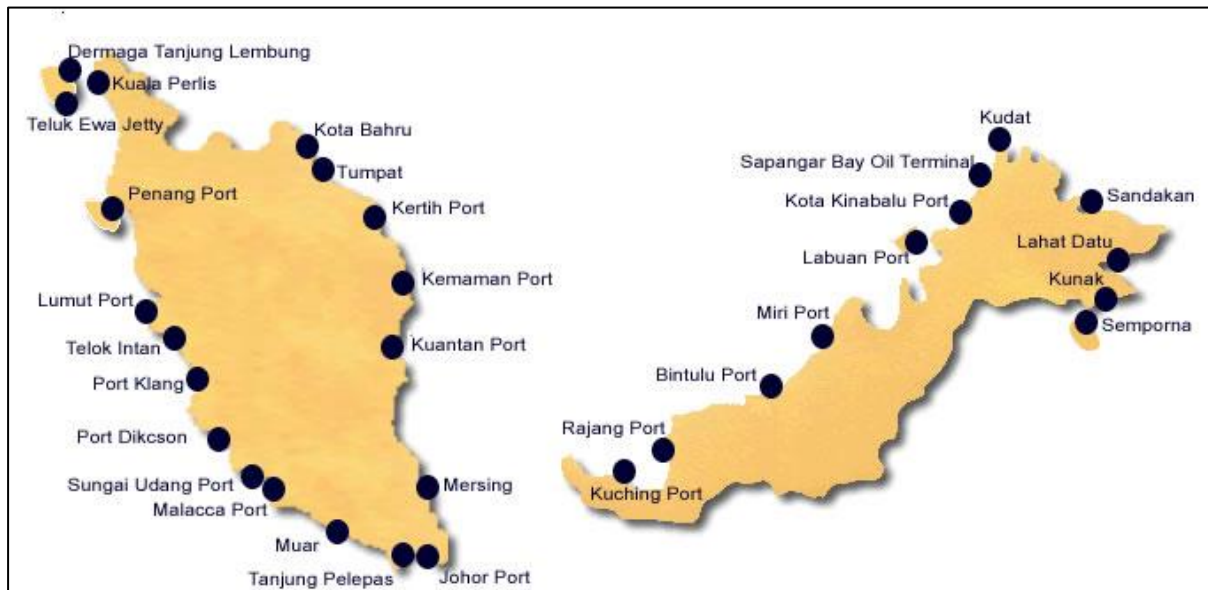 Dermaga Tanjung Lembung
Kuala Perlis
Teluk Ewa Jetty
Kota Bahru
Tumpat
Penang Port
Kertih Port
Kemaman Port
Lumut Port
Telok Intan
Kuantan Port
Port Klang
Port Dikcson
Sungai Udang Port
Mersing
Malacca Port
Muar
Tanjung Pelepas
Johor Port
Kudat
Sapangar Bay Oil Terminal
Kota Kinabalu Port
Sandakan
Labuan Port
Lahat Datu
Kunak
Miri Port
Semporna
Bintulu Port
Rajang Port
Kuching Port